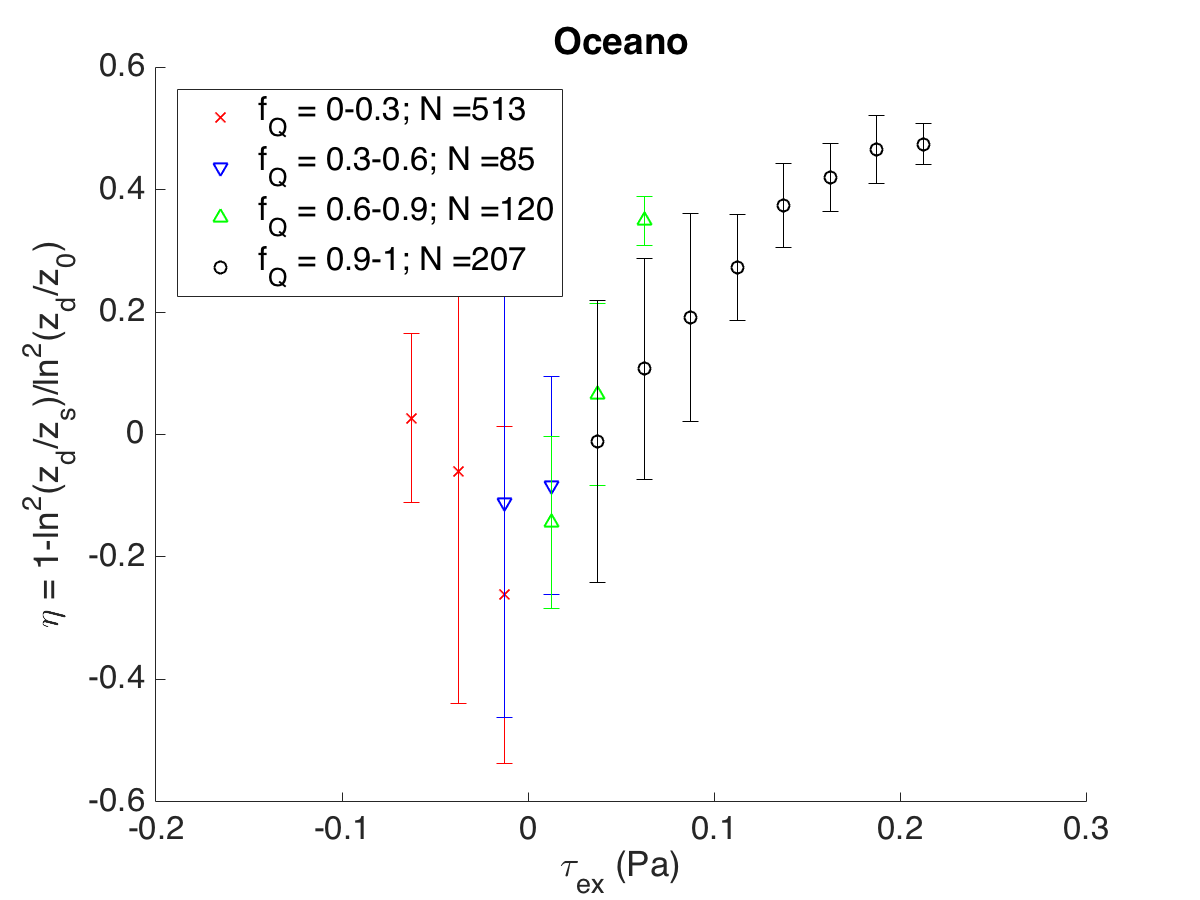 Oceano
0.6
f_Q = 0-0.3; N =513
f_Q = 0.3-0.6; N =85
f_Q = 0.6-0.9; N =120
f_Q = 0.9-1; N =207
0.4
0.2
0
-0.2
-0.4
-0.6
η = 1-ln²(z_d/z_s)/ln²(z_d/z_0)
-0.2 -0.1 0 0.1 0.2 0.3
τ_ex (Pa)